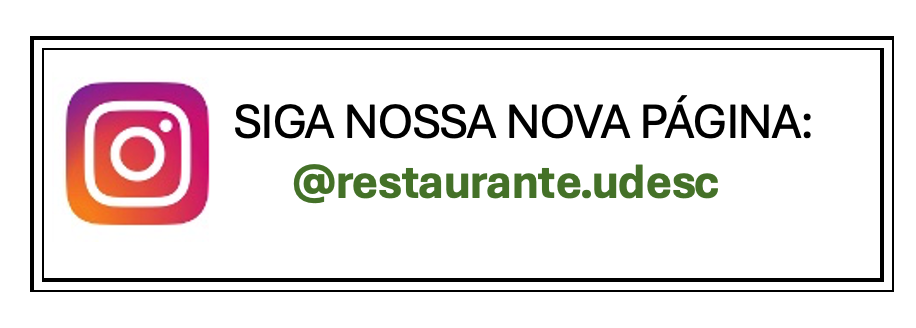 SIGA NOSSA NOVA PÁGINA:
@restaurante.udesc